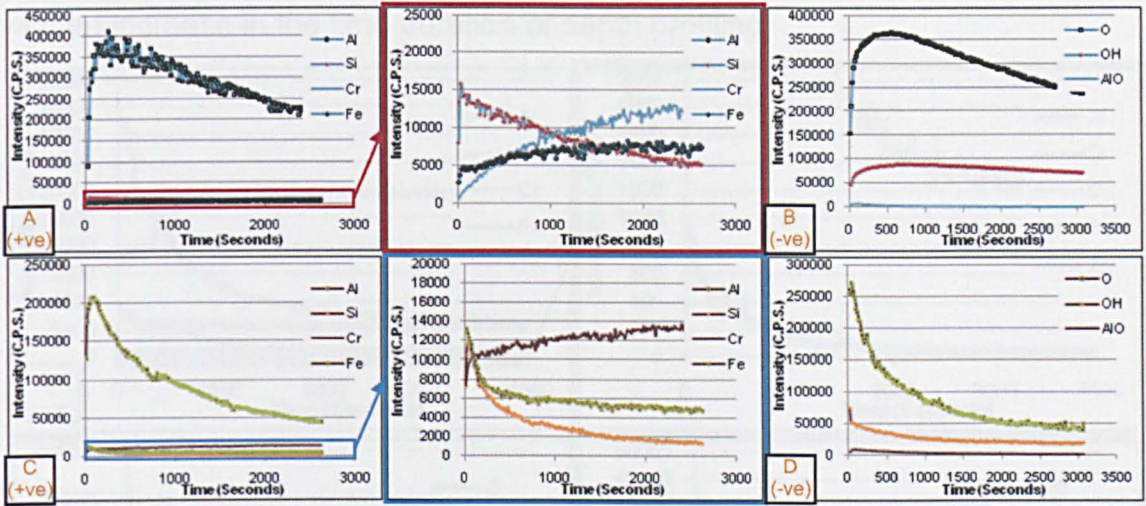 Intensity (C.P.S.)
450000
400000
350000
300000
250000
200000
150000
100000
50000
0
0
1000
2000
3000
Time (Seconds)
Al
Si
Cr
Fe
A
(+ve)
Intensity (C.P.S.)
25000
20000
15000
10000
5000
0
0
1000
2000
3000
Time (Seconds)
Al
Si
Cr
Fe
Intensity (C.P.S.)
400000
350000
300000
250000
200000
150000
100000
50000
0
0 500 1000 1500 2000 2500 3000 3500
Time (Seconds)
O
OH
AlO
B
(-ve)
Intensity (C.P.S.)
250000
200000
150000
100000
50000
0
0
1000
2000
3000
Time (Seconds)
Al
Si
Cr
Fe
C
(+ve)
Intensity (C.P.S.)
20000
18000
16000
14000
12000
10000
8000
6000
4000
2000
0
0
1000
2000
3000
Time (Seconds)
Al
Si
Cr
Fe
Intensity (C.P.S.)
300000
250000
200000
150000
100000
50000
0
0 500 1000 1500 2000 2500 3000 3500
Time (Seconds)
O
OH
AlO
D
(-ve)